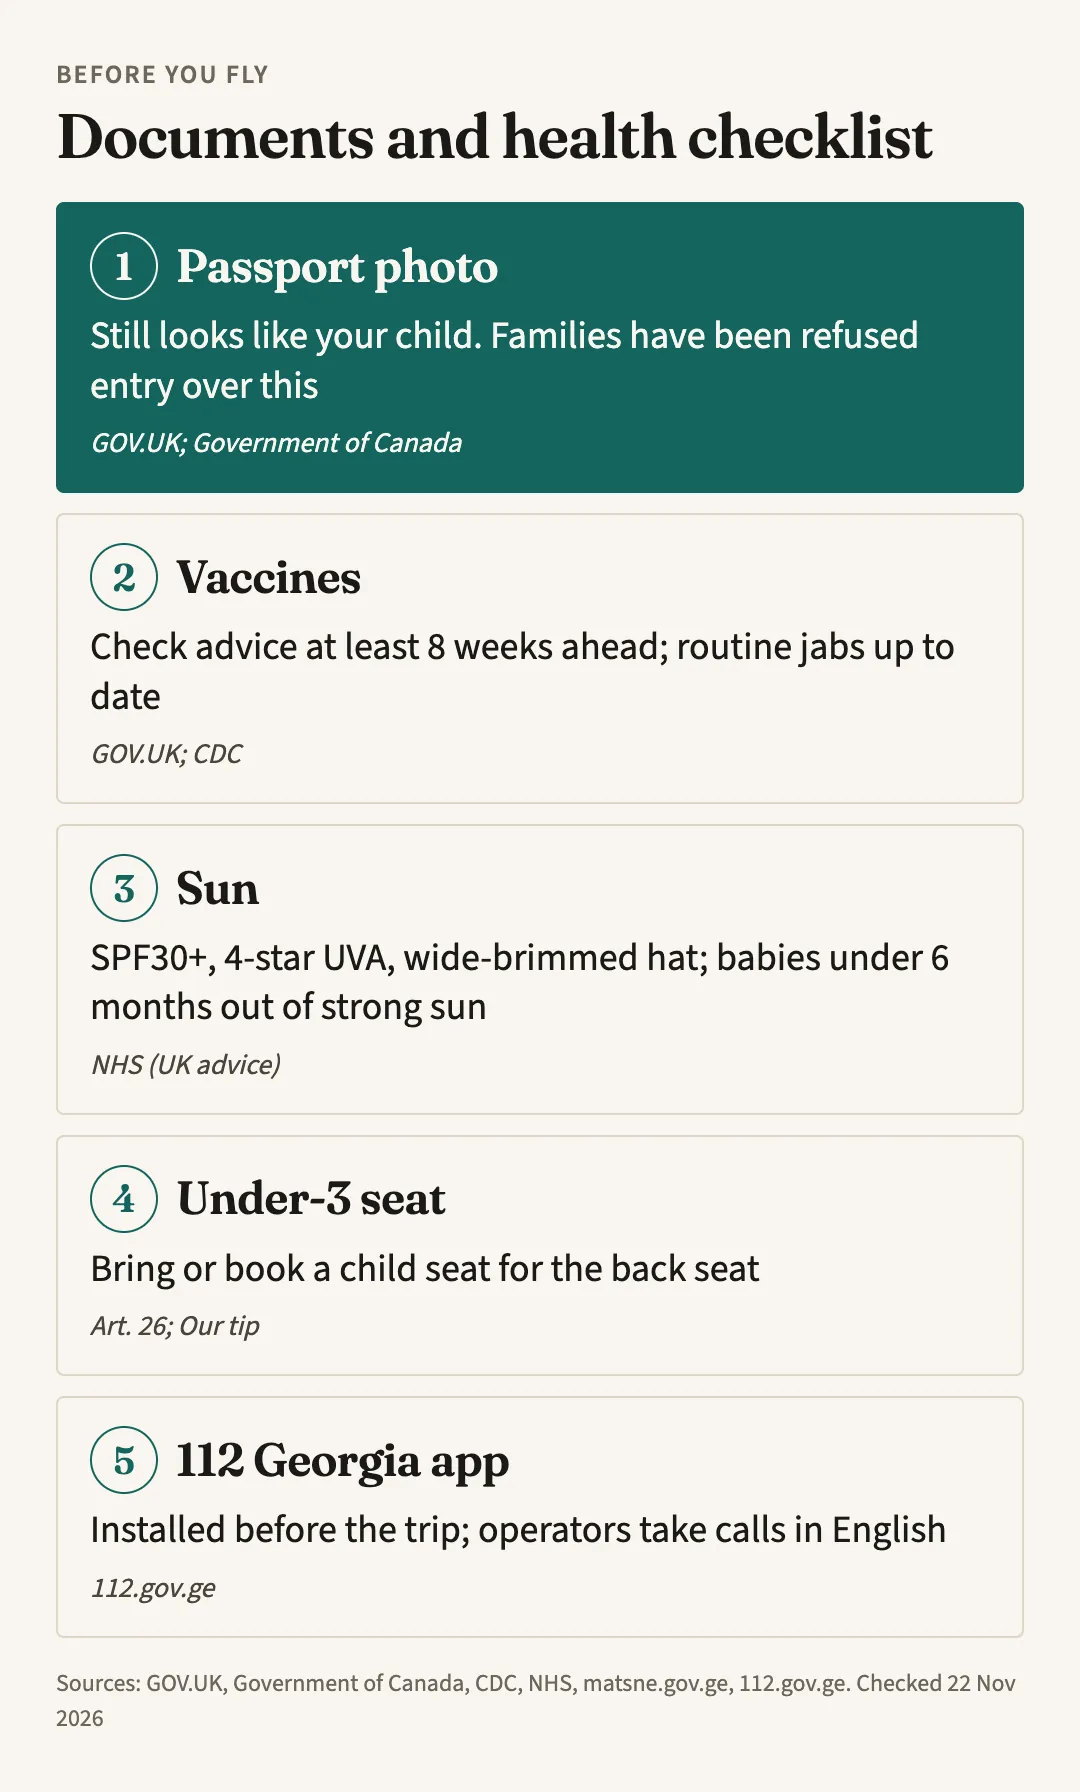 BEFORE YOU FLY
Documents and health checklist
1 Passport photo
Still looks like your child. Families have been refused
entry over this
GOV.UK; Government of Canada
2 Vaccines
Check advice at least 8 weeks ahead; routine jabs up to
date
GOV.UK; CDC
3 Sun
SPF30+, 4-star UVA, wide-brimmed hat; babies under 6
months out of strong sun
NHS (UK advice)
4 Under-3 seat
Bring or book a child seat for the back seat
Art. 26; Our tip
5 112 Georgia app
Installed before the trip; operators take calls in English
112.gov.ge
Sources: GOV.UK, Government of Canada, CDC, NHS, matsne.gov.ge, 112.gov.ge. Checked 22 Nov
2026